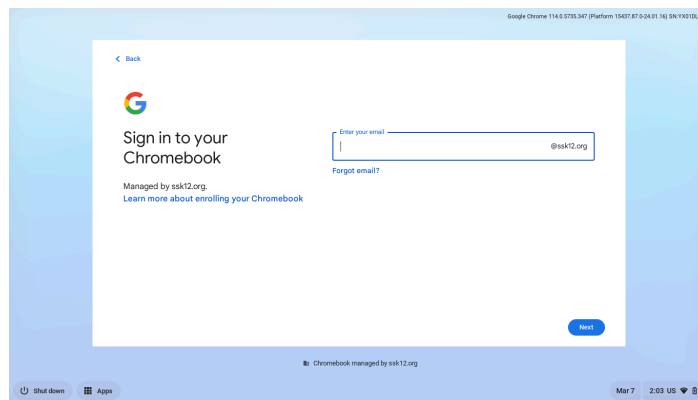 Google Chrome 114.0.5735.347 (Platform 15437.87.0-24.01.16) SN:YX01DL
Back
Sign in to your
Chromebook
Managed by ssk12.org.
Learn more about enrolling your Chromebook
Enter your email
@ssk12.org
Forgot email?
Next
Chromebook managed by ssk12.org
Shut down Apps Mar 7 2:03 US